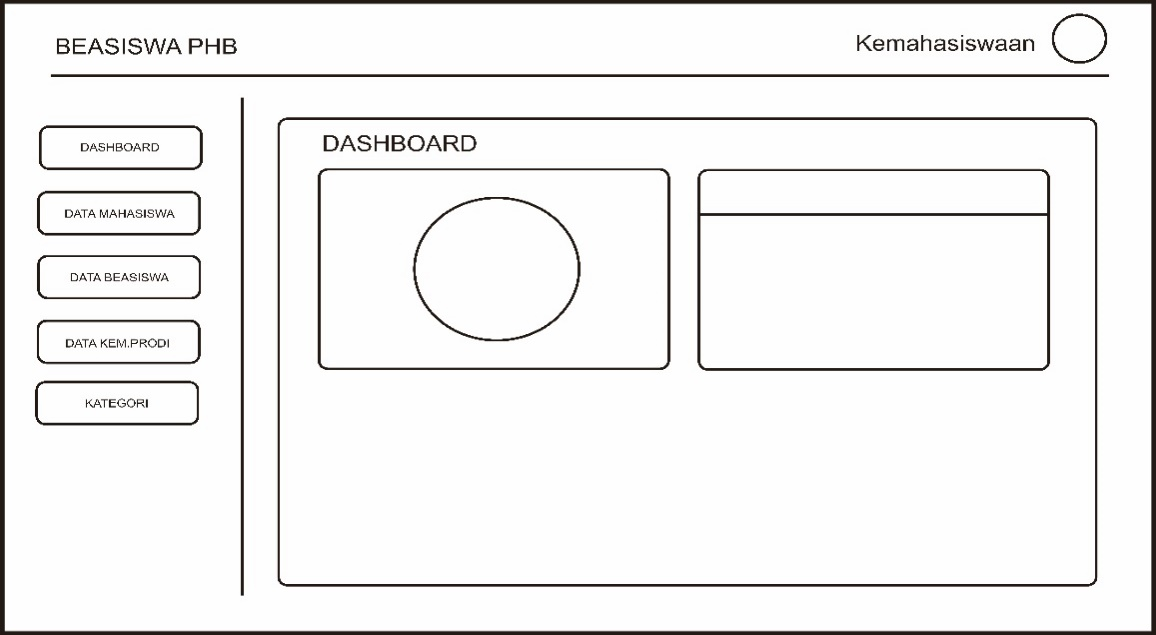 BEASISWA PHB
Kemahasiswaan
DASHBOARD
DATA MAHASISWA
DATA BEASISWA
DATA KEM.PRODI
KATEGORI
DASHBOARD